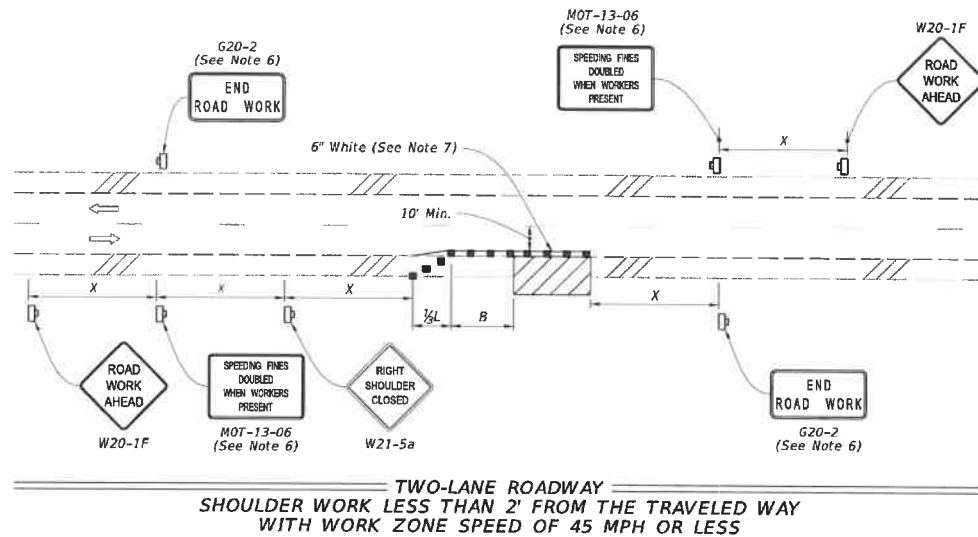 MOT-13-06
(See Note 6)
W20-1F
G20-2
(See Note 6)
SPEEDING FINES
DOUBLED
WHEN WORKERS
PRESENT
ROAD
WORK
AHEAD
END
ROAD WORK
X
6" White (See Note 7)
10' Min.
X
X
X
X
⅓L
B
ROAD
WORK
AHEAD
SPEEDING FINES
DOUBLED
WHEN WORKERS
PRESENT
RIGHT
SHOULDER
CLOSED
END
ROAD WORK
W20-1F
MOT-13-06
(See Note 6)
W21-5a
G20-2
(See Note 6)
TWO-LANE ROADWAY
SHOULDER WORK LESS THAN 2' FROM THE TRAVELED WAY
WITH WORK ZONE SPEED OF 45 MPH OR LESS